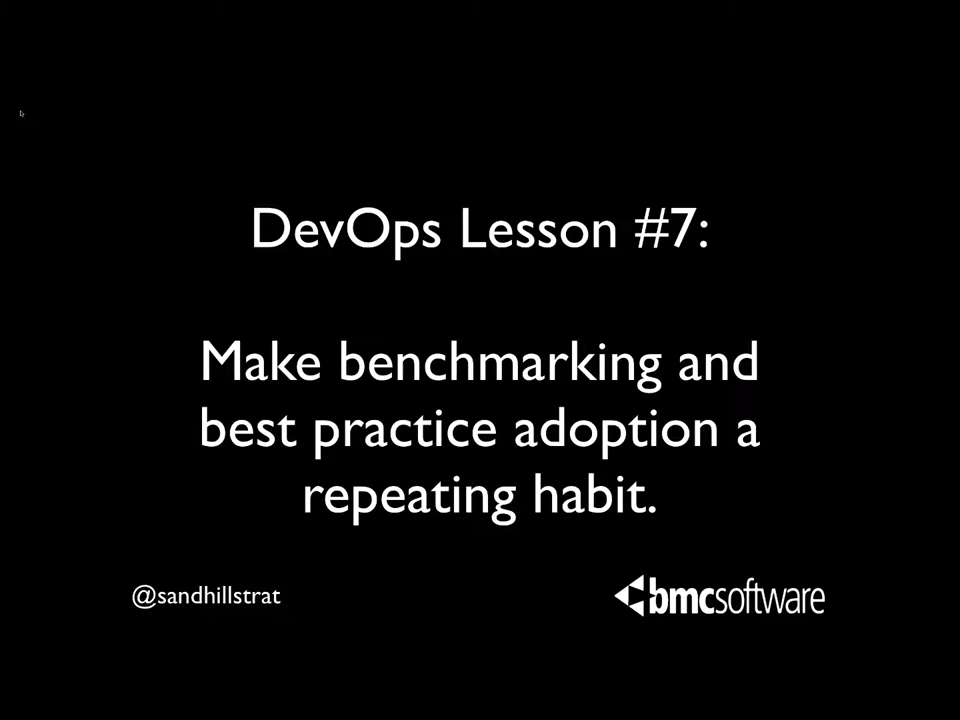 DevOps Lesson #7:
Make benchmarking and
best practice adoption a
repeating habit.
@sandhillstrat
bmcsoftware